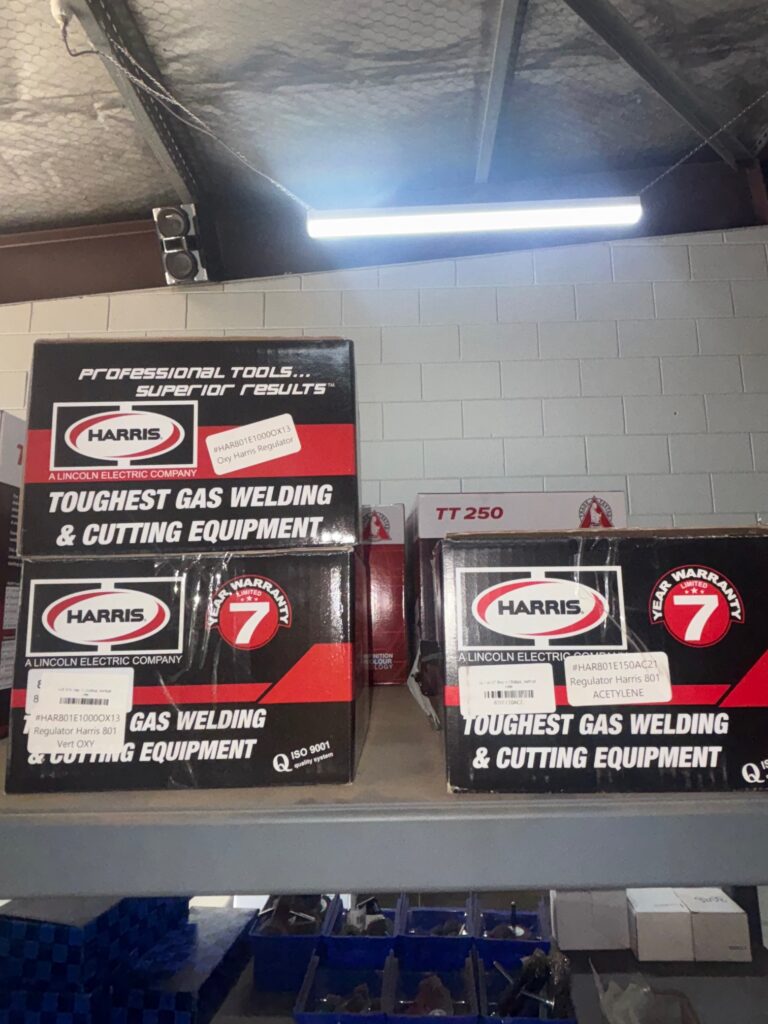 PROFESSIONAL TOOLS...
SUPERIOR RESULTS™
HARRIS
A LINCOLN ELECTRIC COMPANY
#HAR801E1000OX13
Oxy Harris Regulator
TOUGHEST GAS WELDING
& CUTTING EQUIPMENT
HARRIS
A LINCOLN ELECTRIC COMPANY
7
YEAR WARRANTY
LIMITED
#HAR801E1000OX13
Regulator Harris 801
Vert OXY
GAS WELDING
& CUTTING EQUIPMENT
Q ISO 9001
quality system
TT 250
HARRIS
A LINCOLN ELECTRIC COMPANY
7
YEAR WARRANTY
LIMITED
#HAR801E150AC21
Regulator Harris 801
ACETYLENE
TOUGHEST GAS WELDING
& CUTTING EQUIPMENT